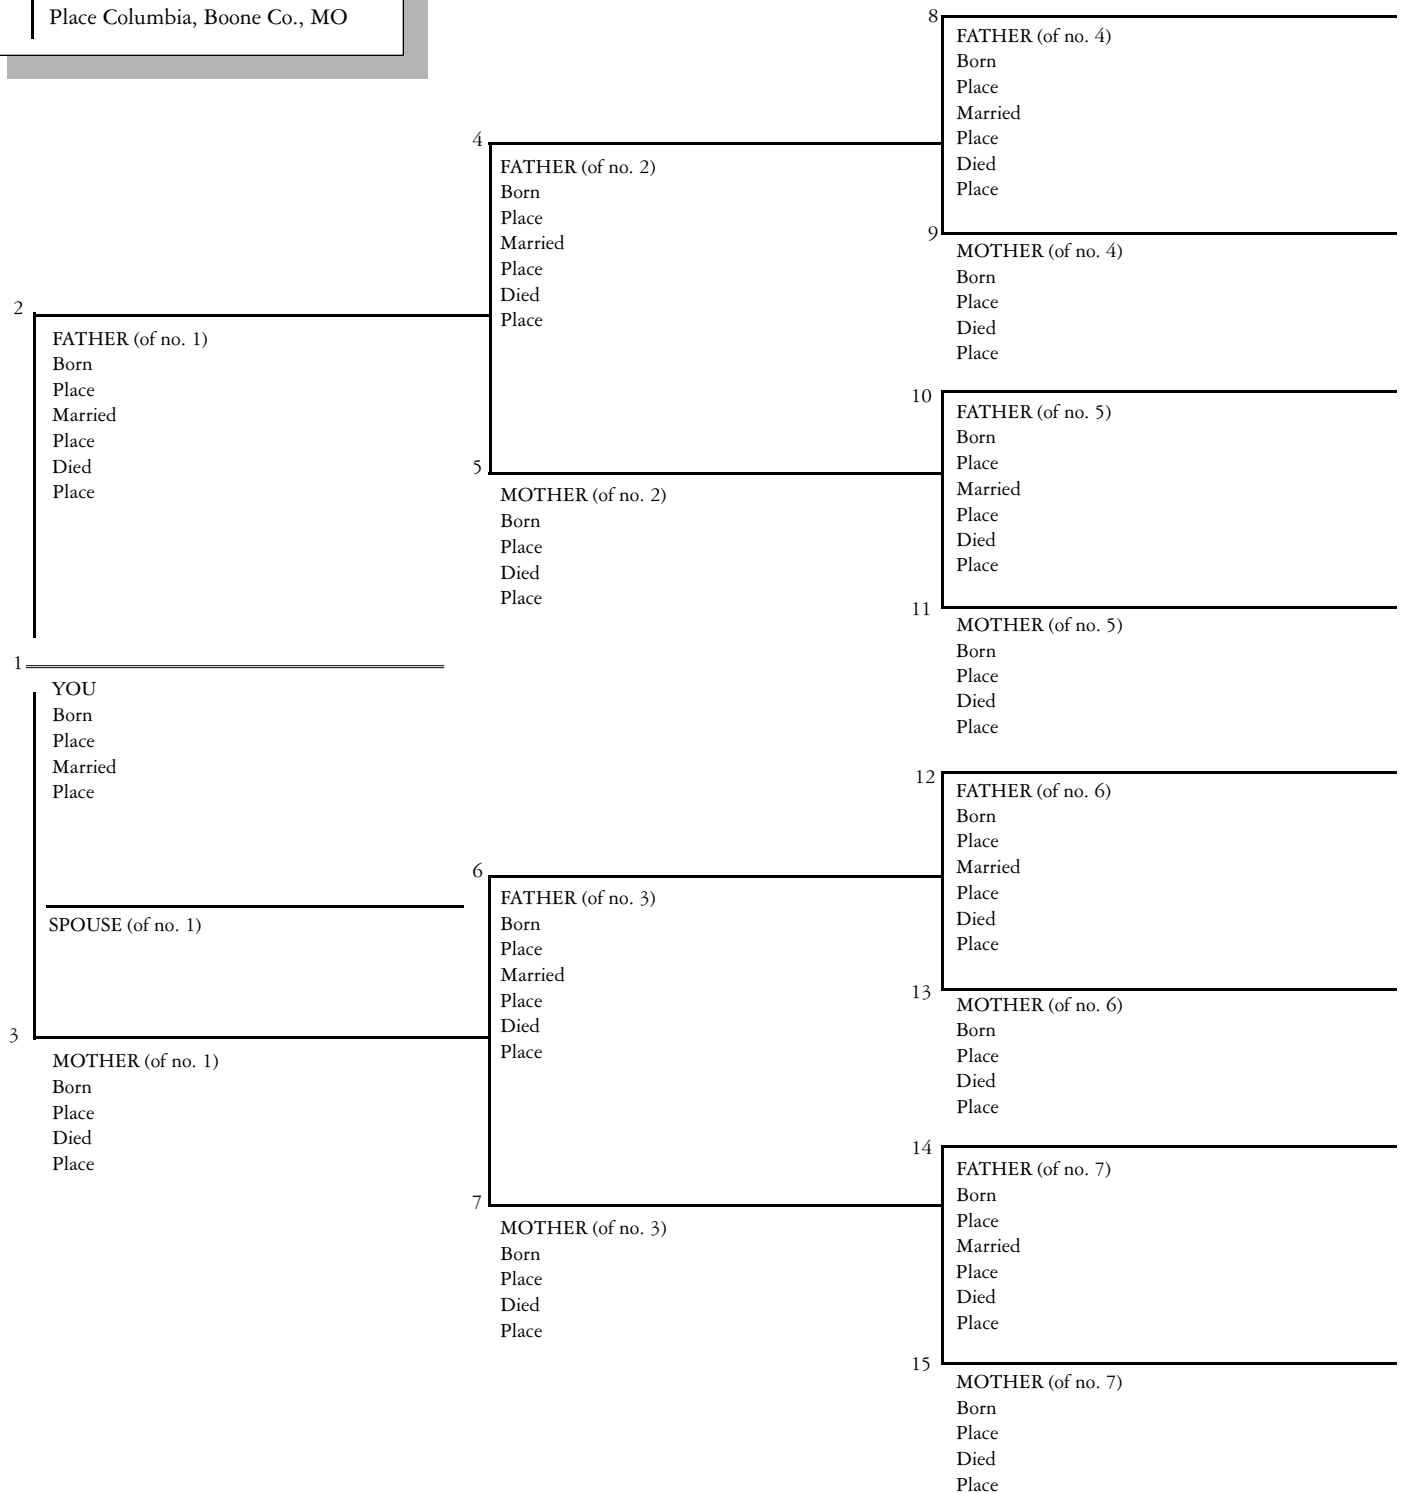 Place Columbia, Boone Co., MO
2
FATHER (of no. 1)
Born
Place
Married
Place
Died
Place
1
YOU
Born
Place
Married
Place
SPOUSE (of no. 1)
3
MOTHER (of no. 1)
Born
Place
Died
Place
4
FATHER (of no. 2)
Born
Place
Married
Place
Died
Place
5
MOTHER (of no. 2)
Born
Place
Died
Place
6
FATHER (of no. 3)
Born
Place
Married
Place
Died
Place
7
MOTHER (of no. 3)
Born
Place
Died
Place
8
FATHER (of no. 4)
Born
Place
Married
Place
Died
Place
9
MOTHER (of no. 4)
Born
Place
Died
Place
10
FATHER (of no. 5)
Born
Place
Married
Place
Died
Place
11
MOTHER (of no. 5)
Born
Place
Died
Place
12
FATHER (of no. 6)
Born
Place
Married
Place
Died
Place
13
MOTHER (of no. 6)
Born
Place
Died
Place
14
FATHER (of no. 7)
Born
Place
Married
Place
Died
Place
15
MOTHER (of no. 7)
Born
Place
Died
Place